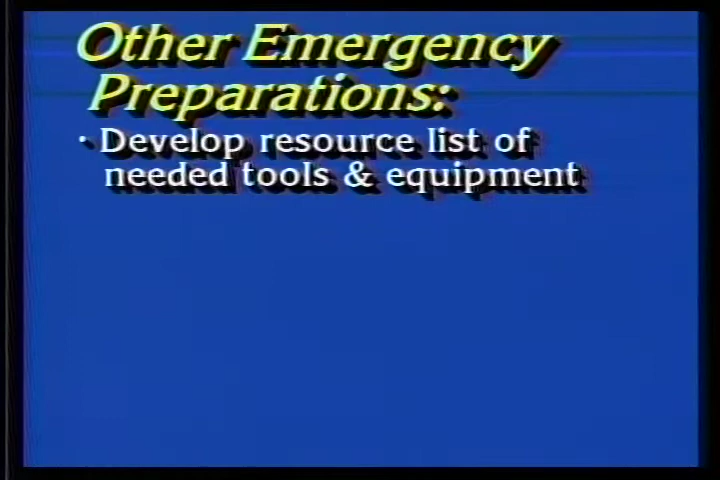 Other Emergency
Preparations:
· Develop resource list of
needed tools & equipment